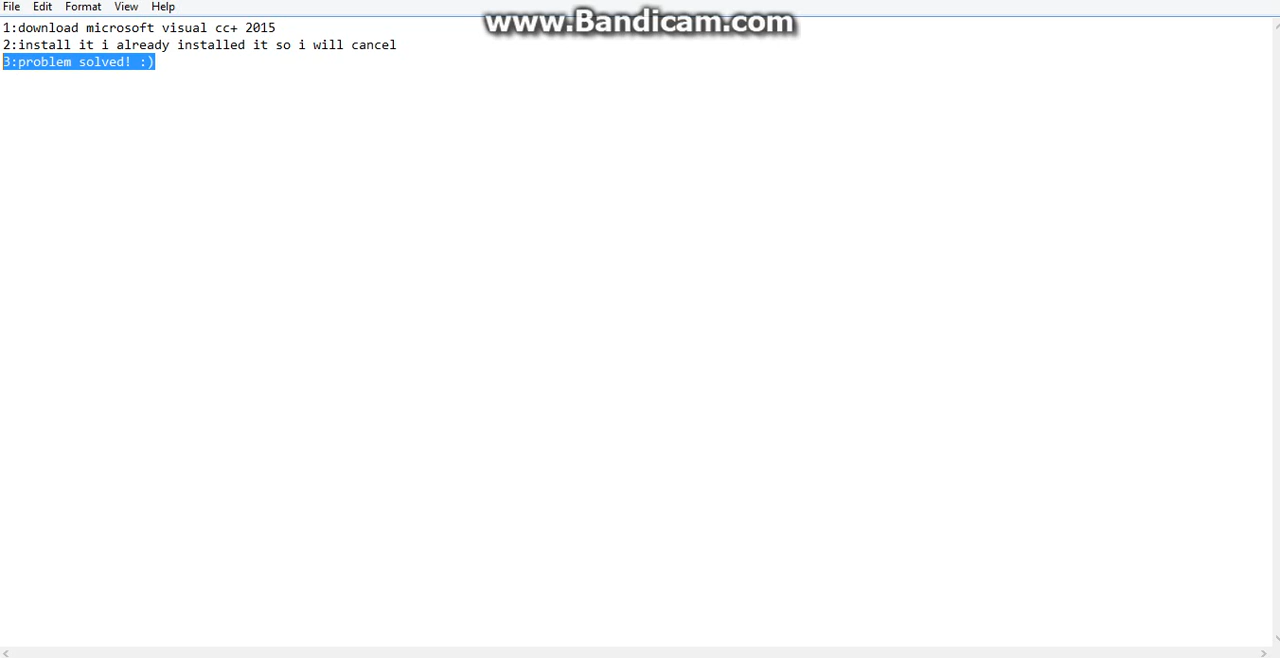 File Edit Format View Help
www.Bandicam.com
1:download microsoft visual cc+ 2015
2:install it i already installed it so i will cancel
3:problem solved! :)